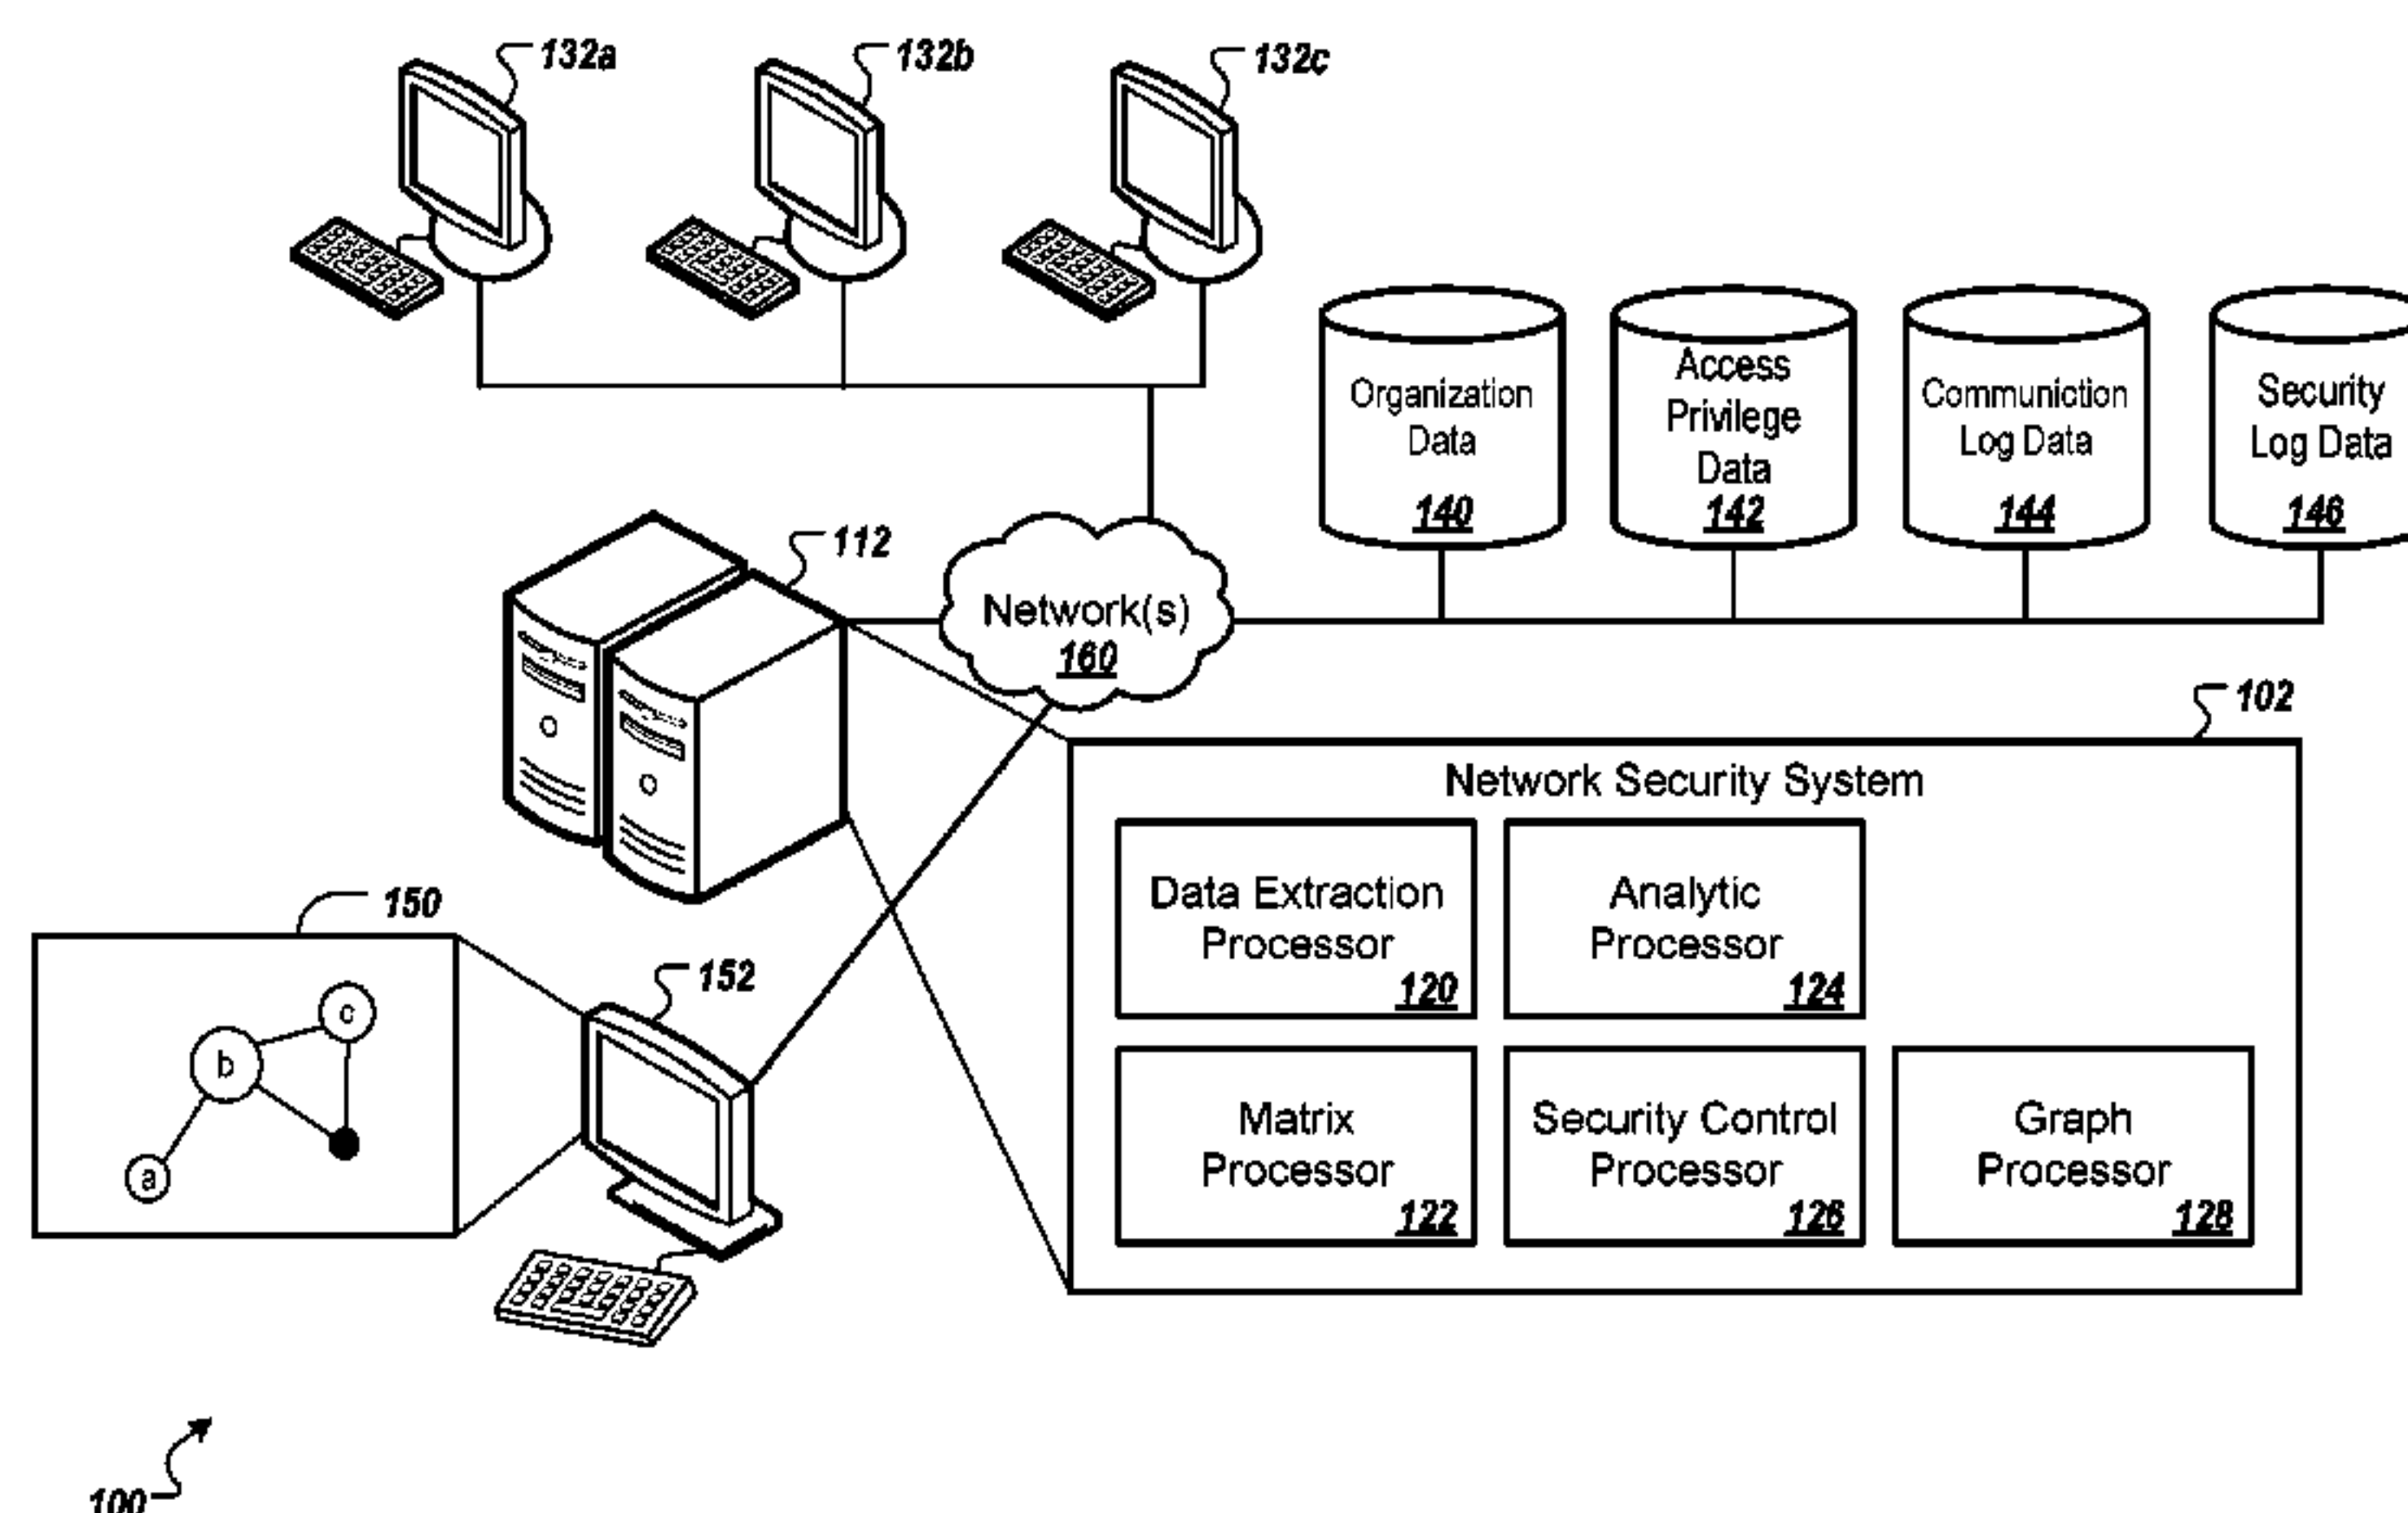 132a
132b
132c
Organization
Data
140
Access
Privilege
Data
142
Communiction
Log Data
144
Security
Log Data
146
112
Network(s)
160
102
Network Security System
Data Extraction
Processor
120
Analytic
Processor
124
Matrix
Processor
122
Security Control
Processor
126
Graph
Processor
128
150
c
b
a
152
100